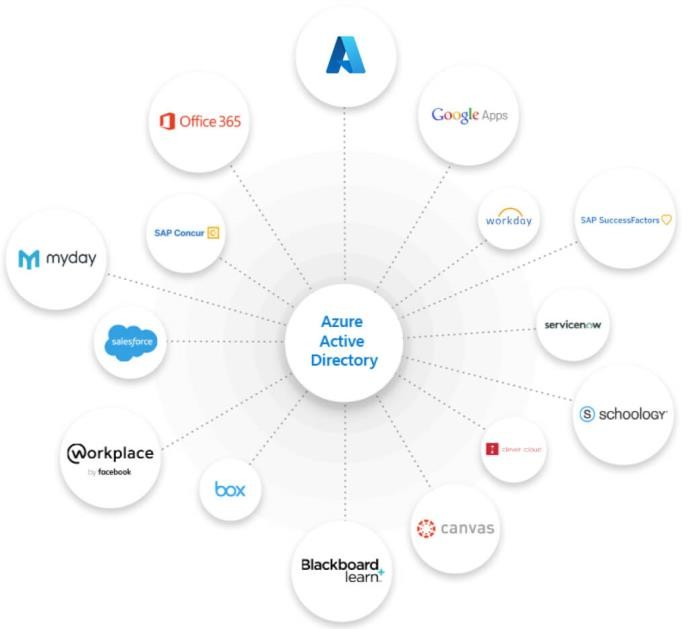 Office 365
Google Apps
SAP Concur C
workday
SAP SuccessFactors
myday
Azure
Active
Directory
salesforce
servicenow
S schoology
workplace
by facebook
clever cloud
box
canvas
Blackboard
learn+